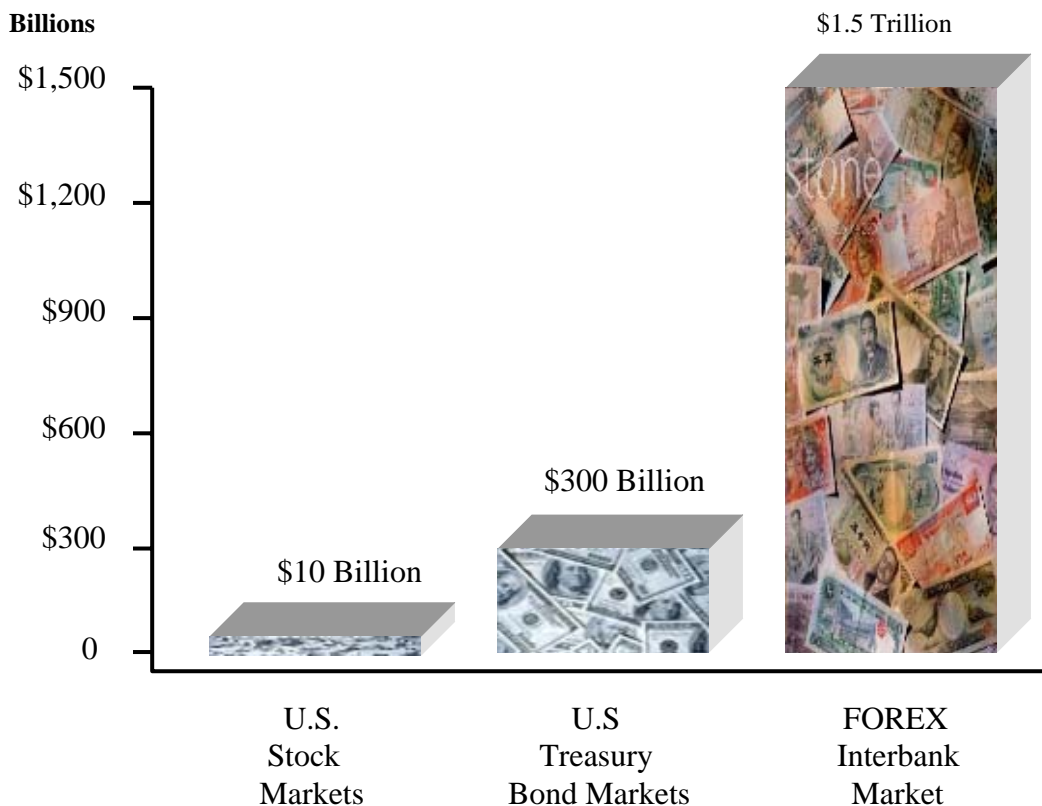 Billions
$1.5 Trillion
$1,500
$1,200
$900
$600
$300
0
$10 Billion
$300 Billion
stone
U.S.
Stock
Markets
U.S
Treasury
Bond Markets
FOREX
Interbank
Market